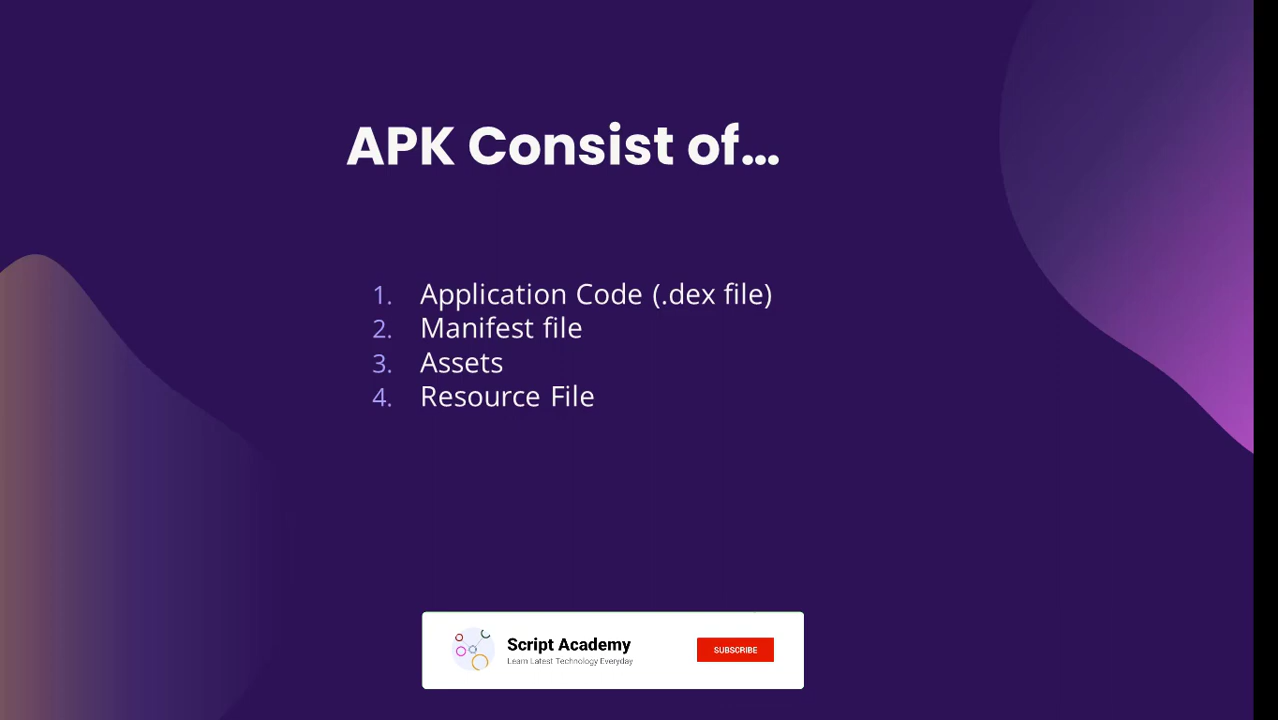 APK Consist of...
1. Application Code (.dex file)
2. Manifest file
3. Assets
4. Resource File
Script Academy
Learn Latest Technology Everyday
SUBSCRIBE